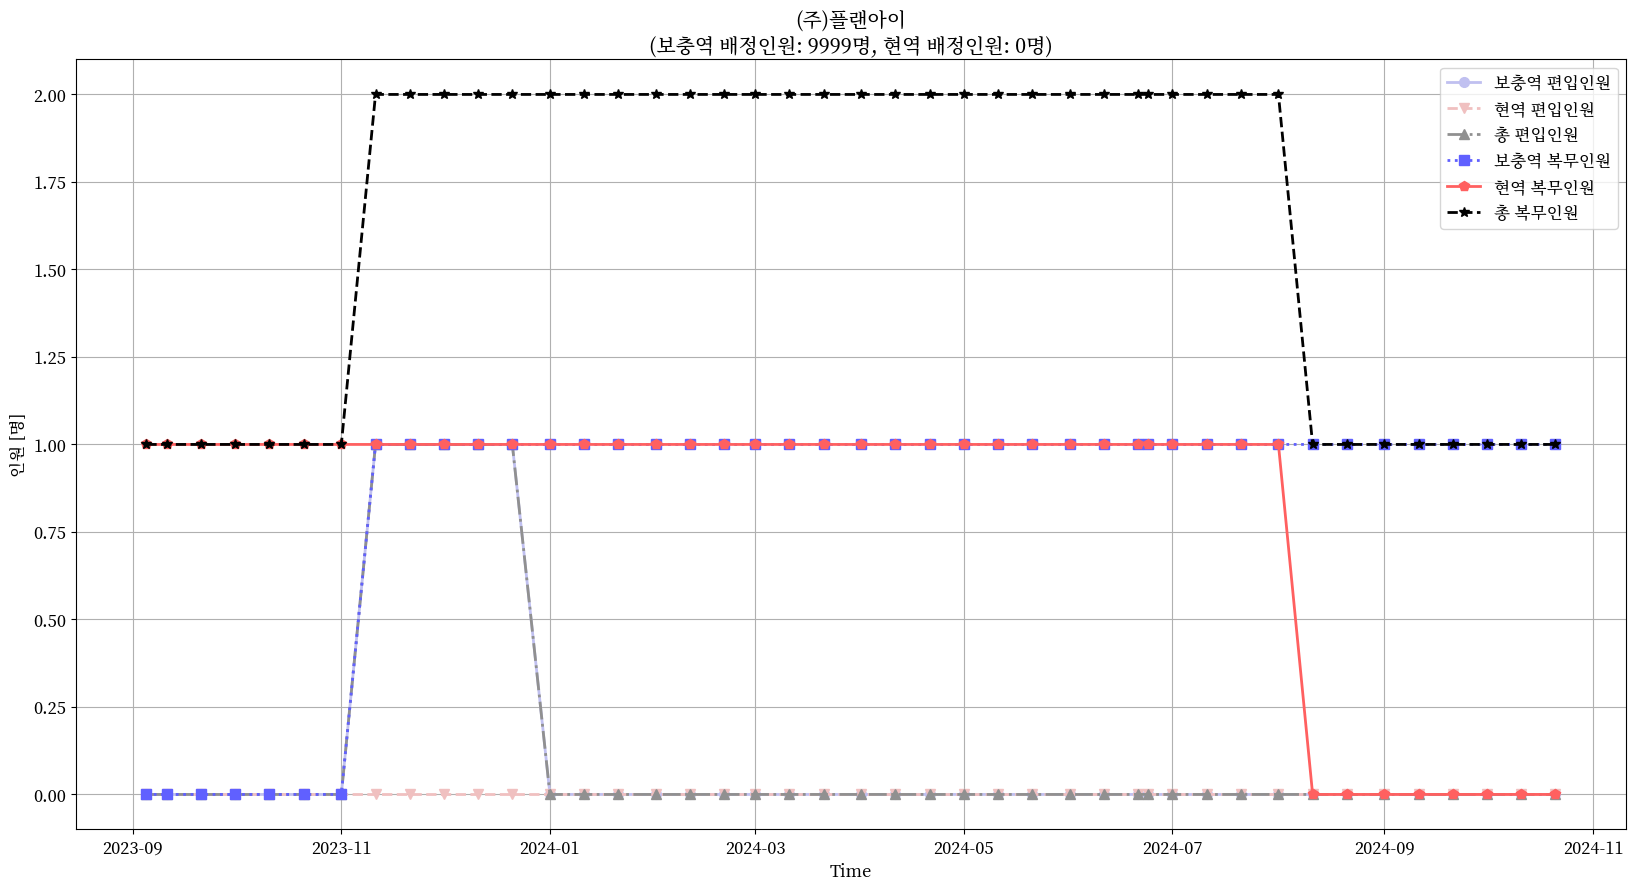 (주)플랜아이
(보충역 배정인원: 9999명, 현역 배정인원: 0명)
보충역 편입인원
현역 편입인원
총 편입인원
보충역 복무인원
현역 복무인원
총 복무인원
2.00
1.75
1.50
1.25
1.00
0.75
0.50
0.25
0.00
인원 [명]
2023-09 2023-11 2024-01 2024-03 2024-05 2024-07 2024-09 2024-11
Time